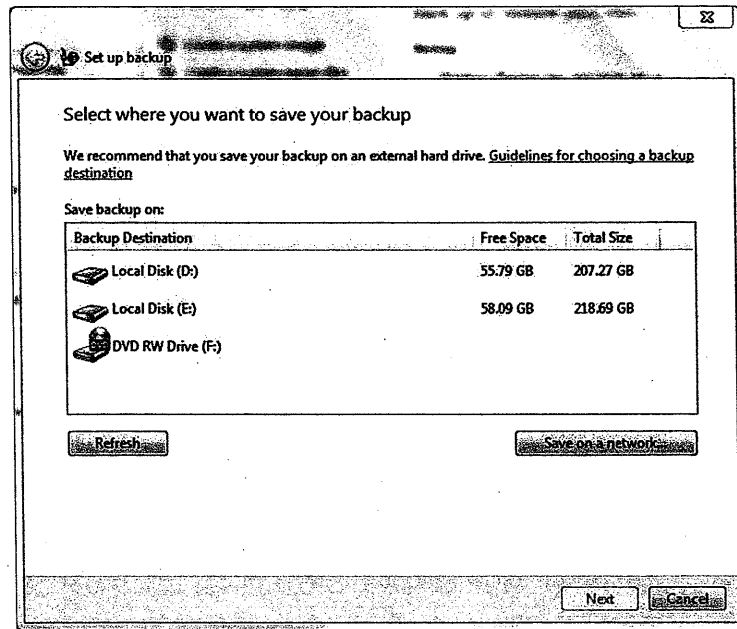 Set up backup
Select where you want to save your backup
We recommend that you save your backup on an external hard drive. Guidelines for choosing a backup
destination
Save backup on:
Backup Destination Free Space Total Size
Local Disk (D:) 55.79 GB 207.27 GB
Local Disk (E:) 58.09 GB 218.69 GB
DVD RW Drive (F:)
Refresh Save on a network...
Next Cancel